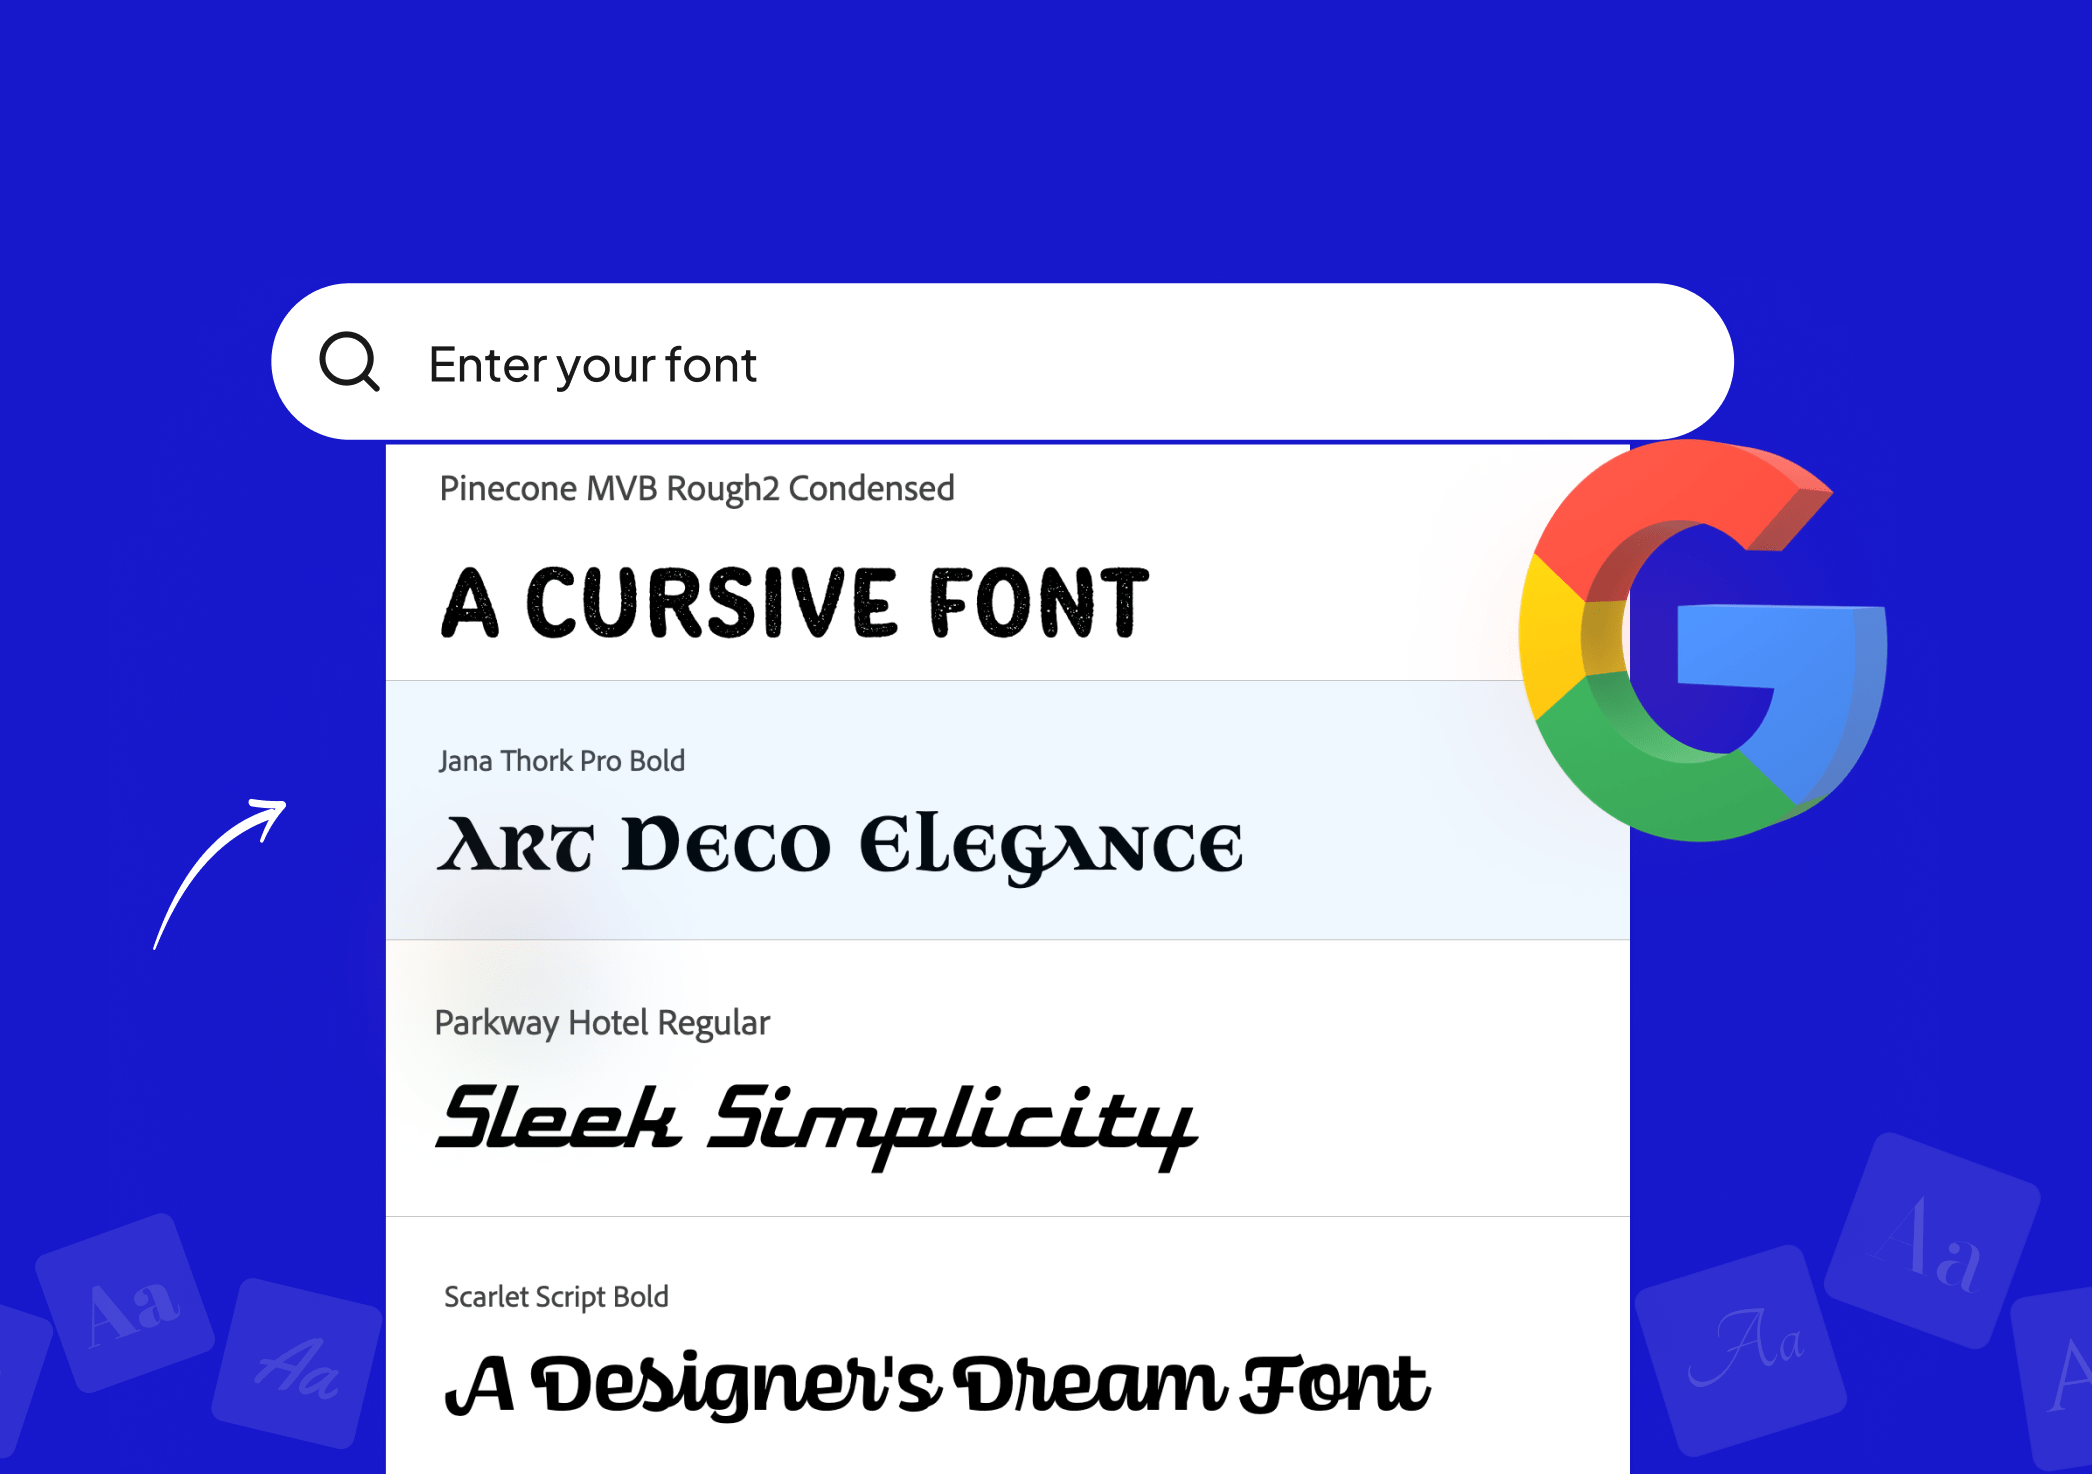 Enter your font
Pinecone MVB Rough2 Condensed
A CURSIVE FONT
Jana Thork Pro Bold
Art Deco Elegance
Parkway Hotel Regular
Sleek Simplicity
Scarlet Script Bold
A Designer's Dream Font
Aa
Aa
Aa
Aa
A